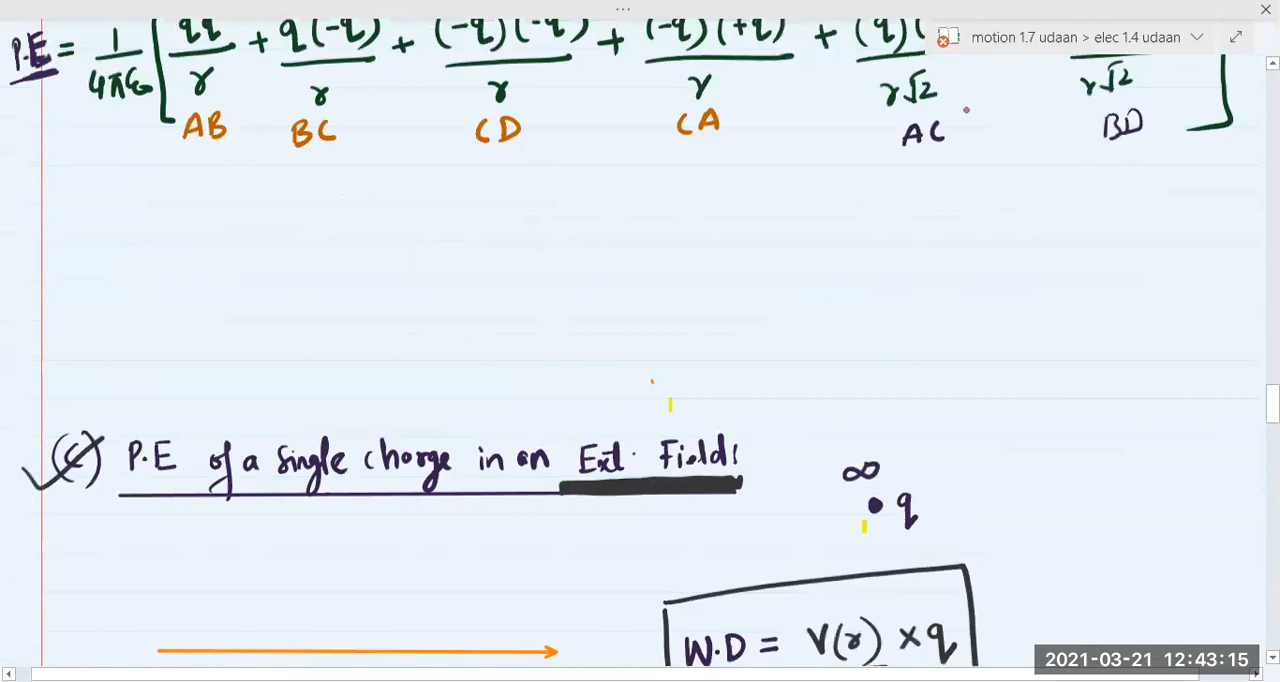 ...
motion 1.7 udaan > elec 1.4 udaan
P.E = 1/4πε₀ [ qq/r + q(-q)/r + (-q)(-q)/r + (-q)(+q)/r + (q)(/r√2 /r√2 ]
AB BC CD CA AC BD
(C) P.E of a single charge in an Ext. Field:
∞
q
W.D = V(r) × q
2021-03-21 12:43:15